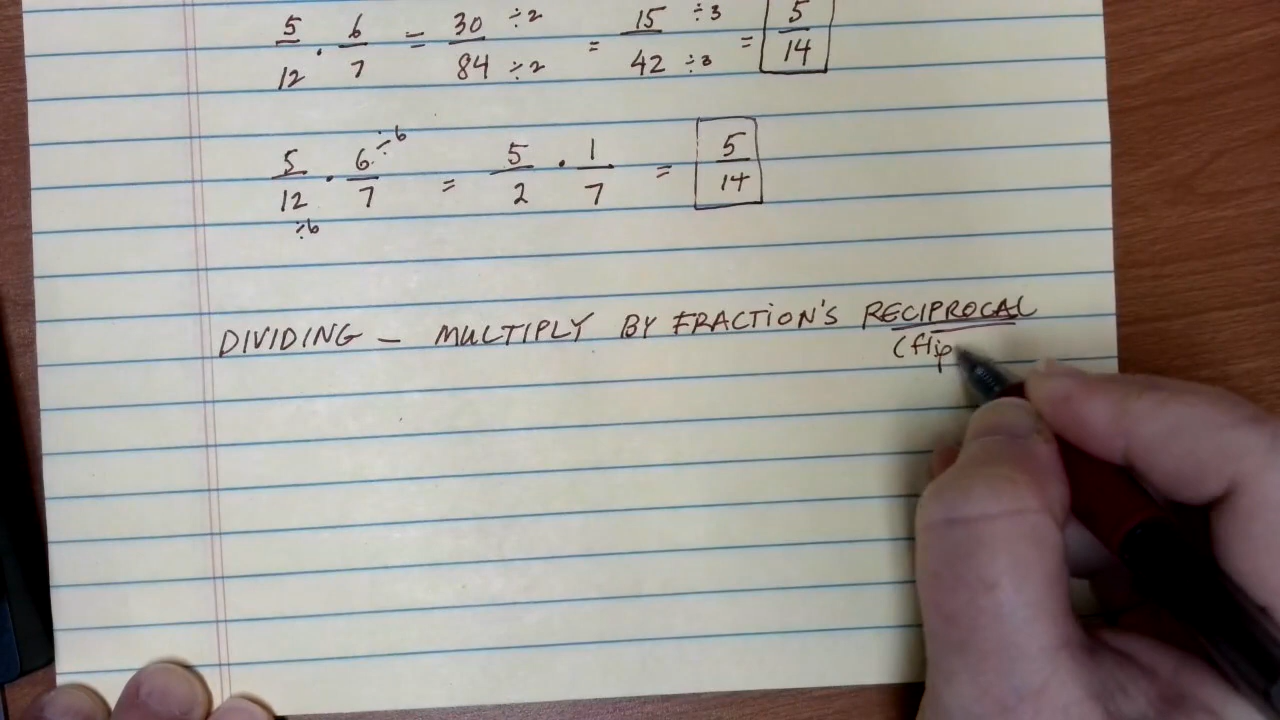 5/12 · 6/7 = 30/84 ÷2 ÷2 = 15/42 ÷3 ÷3 = 5/14
5/12 ÷6 · 6/7 ÷6 = 5/2 · 1/7 = 5/14
DIVIDING – MULTIPLY BY FRACTION'S RECIPROCAL
(flip